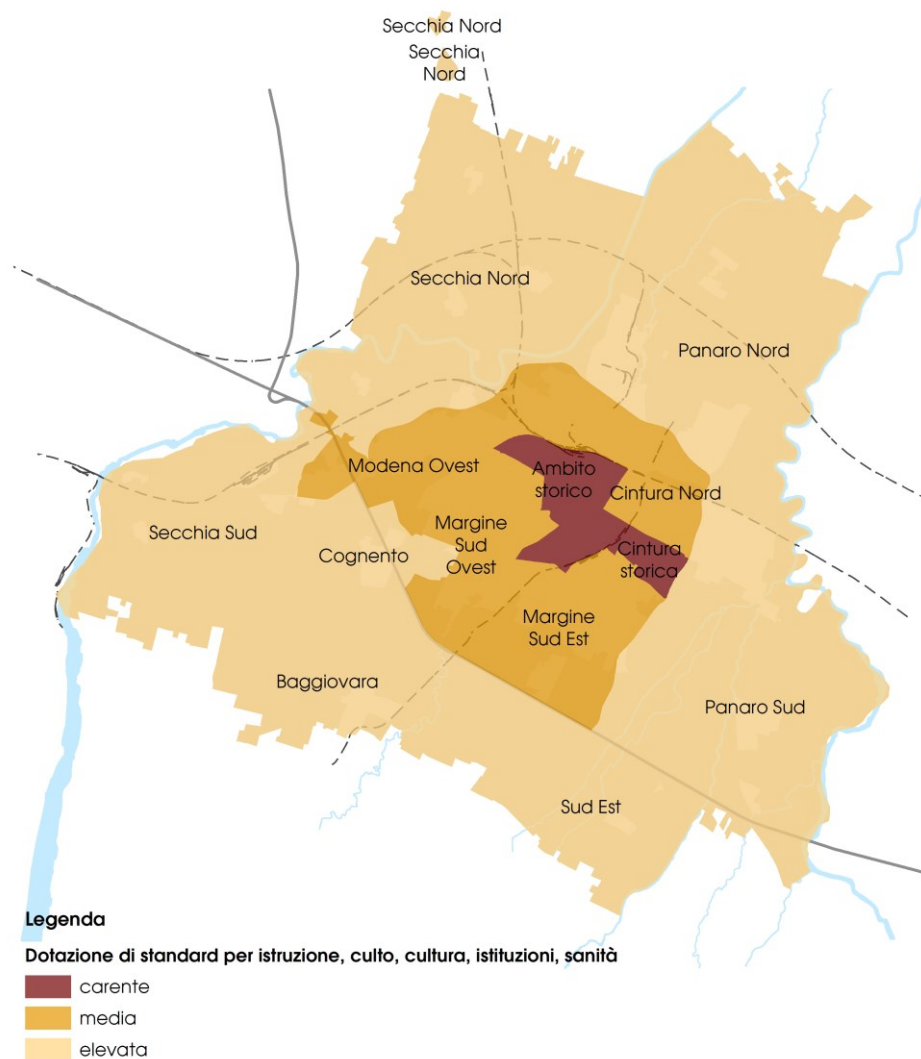 Secchia Nord
Secchia
Nord
Secchia Nord
Panaro Nord
Modena Ovest
Ambito
storico
Cintura Nord
Secchia Sud
Margine
Sud
Ovest
Cognento
Cintura
storica
Margine
Sud Est
Baggiovara
Panaro Sud
Sud Est
Legenda
Dotazione di standard per istruzione, culto, cultura, istituzioni, sanità
carente
media
elevata